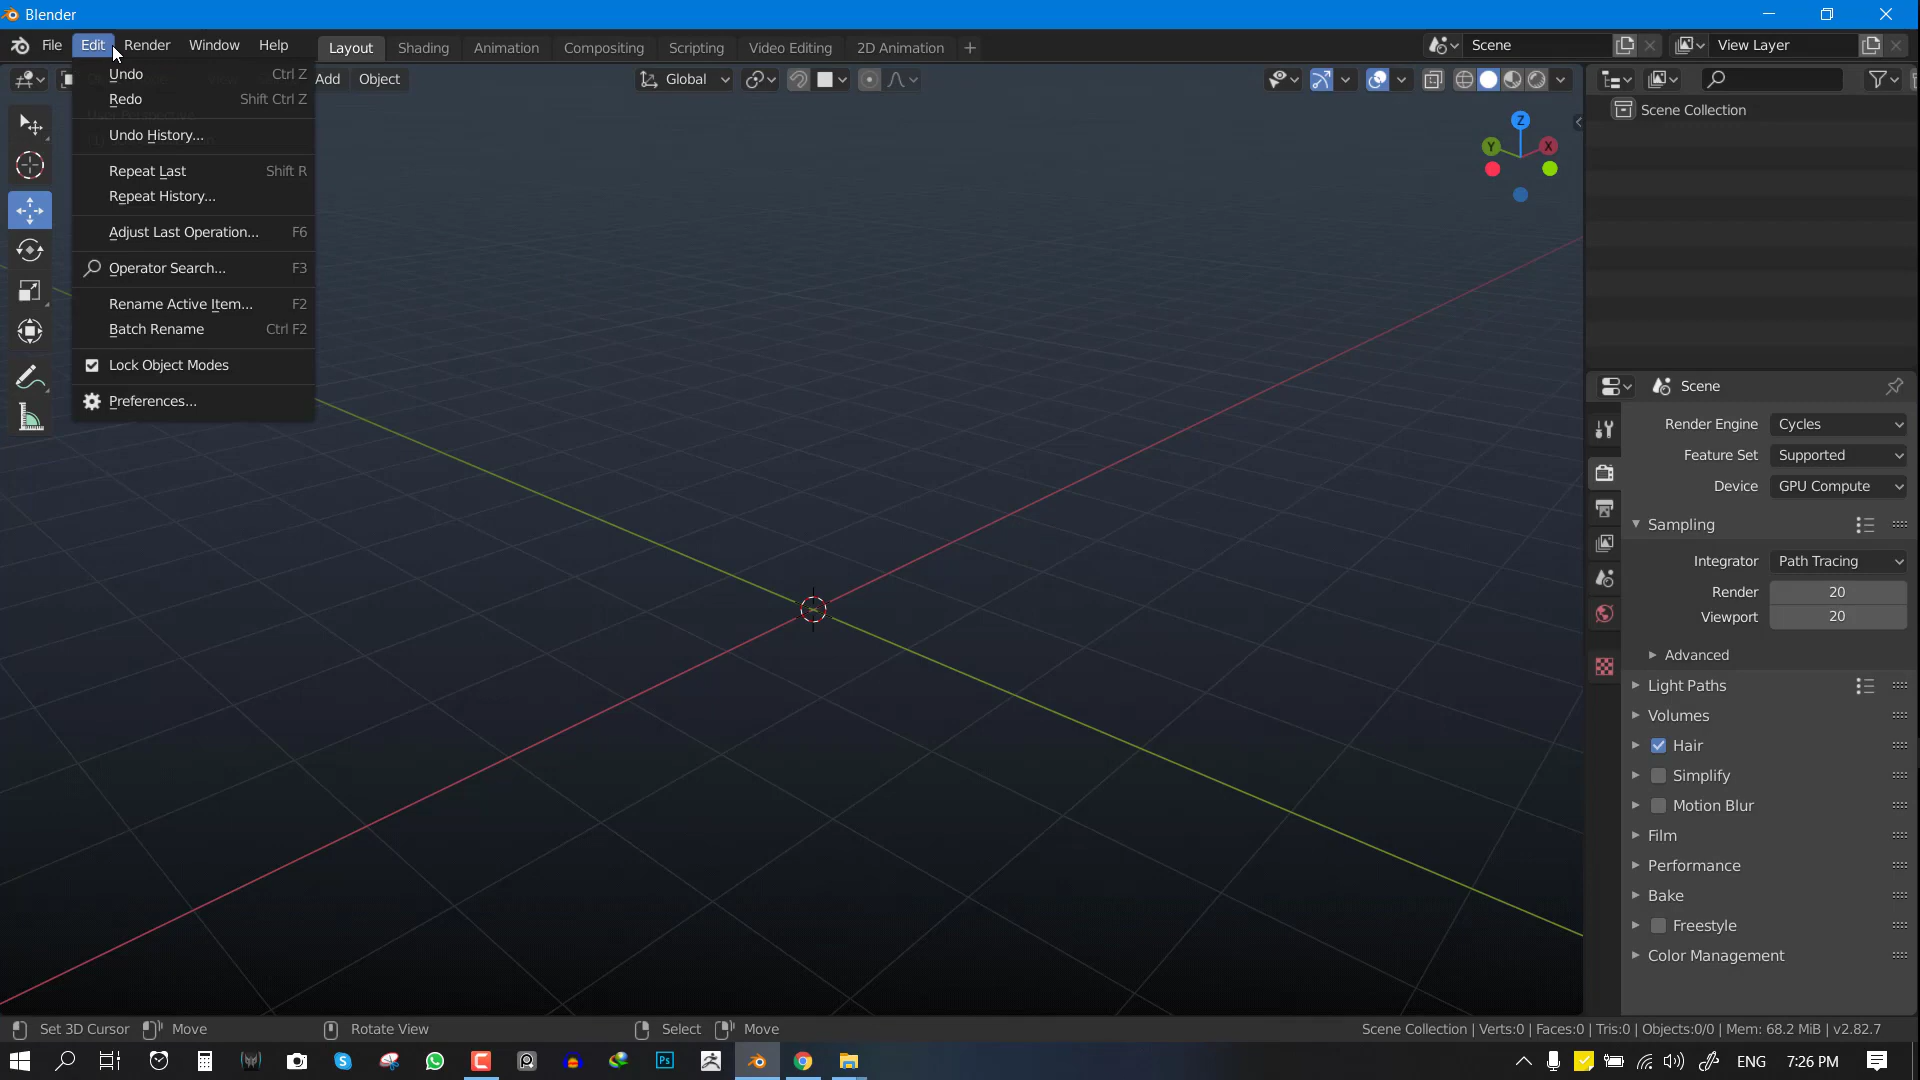 Blender
File Edit Render Window Help Layout Shading Animation Compositing Scripting Video Editing 2D Animation + Scene View Layer
Add Object Global
Undo Ctrl Z
Redo Shift Ctrl Z
Undo History...
Repeat Last Shift R
Repeat History...
Adjust Last Operation... F6
Operator Search... F3
Rename Active Item... F2
Batch Rename Ctrl F2
Lock Object Modes
Preferences...
Z
Y X
Scene Collection
Scene
Render Engine Cycles
Feature Set Supported
Device GPU Compute
Sampling
Integrator Path Tracing
Render 20
Viewport 20
Advanced
Light Paths
Volumes
Hair
Simplify
Motion Blur
Film
Performance
Bake
Freestyle
Color Management
Set 3D Cursor Move Rotate View Select Move Scene Collection | Verts:0 | Faces:0 | Tris:0 | Objects:0/0 | Mem: 68.2 MiB | v2.82.7
Ps ENG 7:26 PM